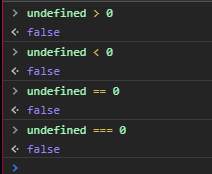 > undefined > 0
<· false
> undefined < 0
<· false
> undefined == 0
<· false
> undefined === 0
<· false
>